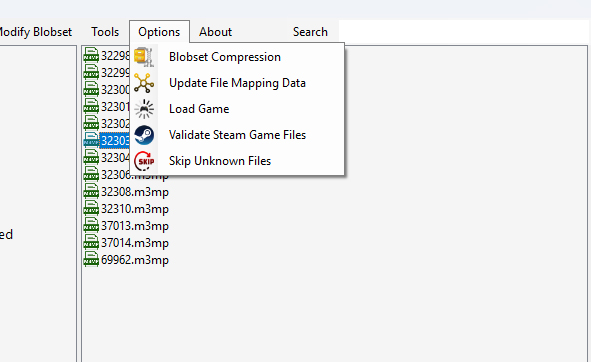 Modify Blobset Tools Options About Search
32298
Blobset Compression
32299
Update File Mapping Data
32300
32301
Load Game
32302
Validate Steam Game Files
32303
32304
SKIP Skip Unknown Files
32306.m3mp
32308.m3mp
32310.m3mp
37013.m3mp
ed
37014.m3mp
69962.m3mp